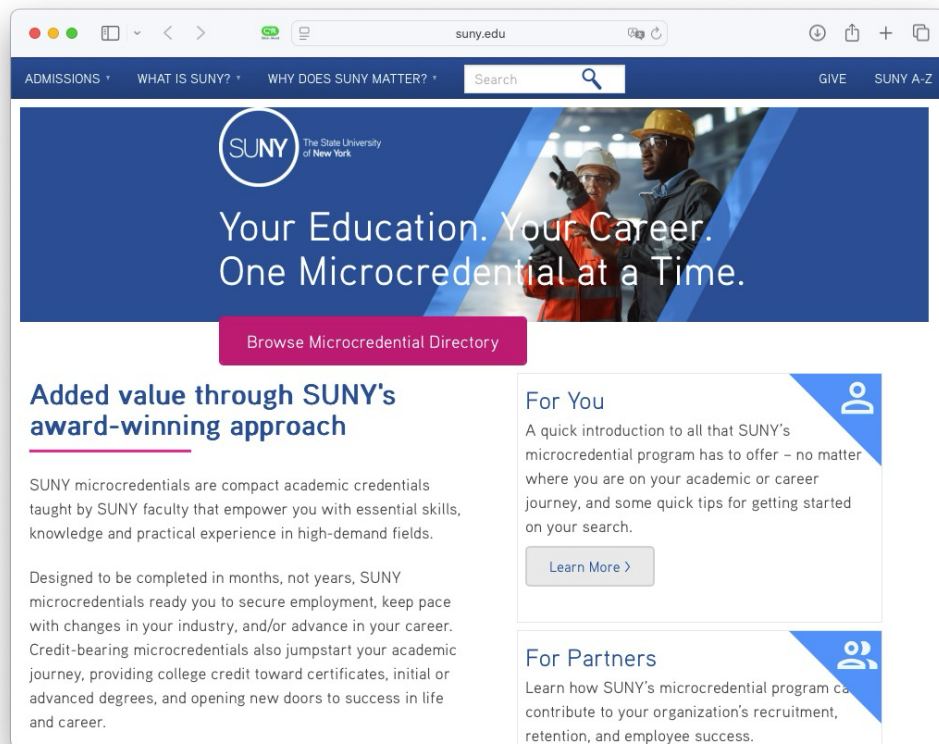 suny.edu
ADMISSIONS
WHAT IS SUNY?
WHY DOES SUNY MATTER?
Search
GIVE
SUNY A-Z
SUNY
The State University
of New York
Your Education. Your Career.
One Microcredential at a Time.
Browse Microcredential Directory
Added value through SUNY's
award-winning approach
SUNY microcredentials are compact academic credentials
taught by SUNY faculty that empower you with essential skills,
knowledge and practical experience in high-demand fields.
Designed to be completed in months, not years, SUNY
microcredentials ready you to secure employment, keep pace
with changes in your industry, and/or advance in your career.
Credit-bearing microcredentials also jumpstart your academic
journey, providing college credit toward certificates, initial or
advanced degrees, and opening new doors to success in life
and career.
For You
A quick introduction to all that SUNY's
microcredential program has to offer – no matter
where you are on your academic or career
journey, and some quick tips for getting started
on your search.
Learn More >
For Partners
Learn how SUNY's microcredential program ca
contribute to your organization's recruitment,
retention, and employee success.